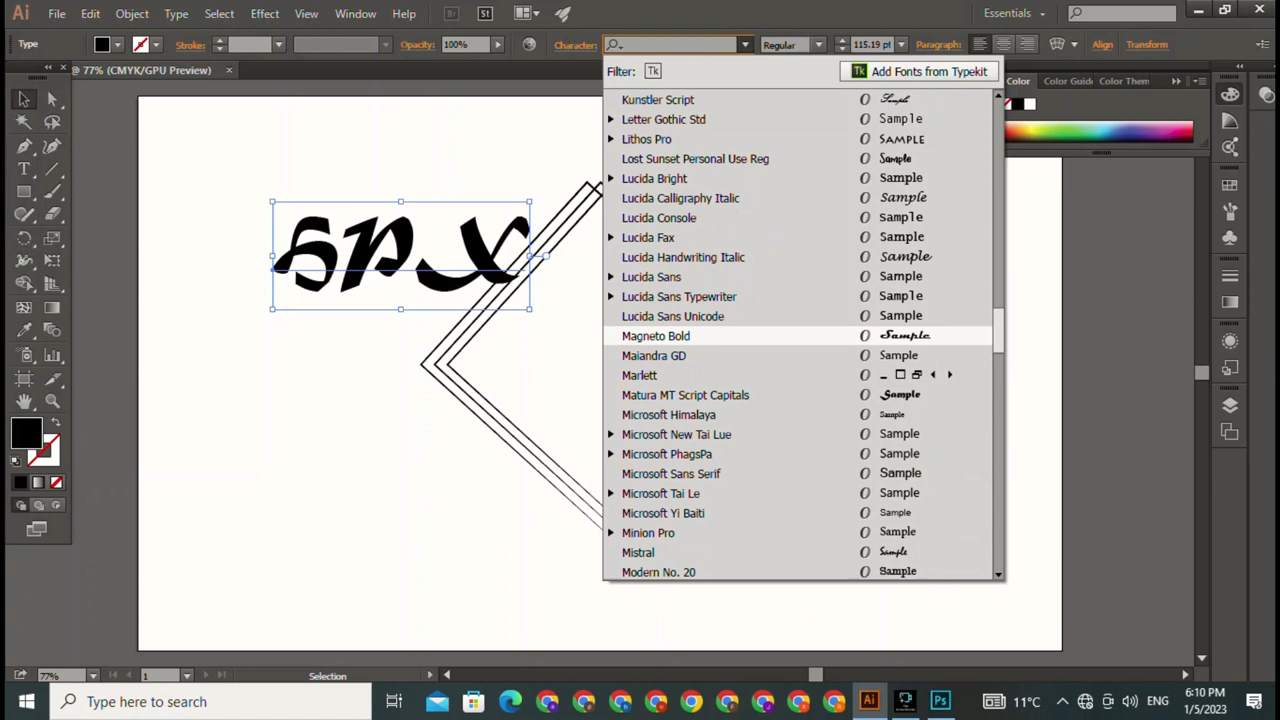 Ai File Edit Object Type Select Effect View Window Help Br St Essentials
Type Stroke: Opacity: 100% Character: Regular 115.19 pt Paragraph: Align Transform
@ 77% (CMYK/GPU Preview)
Filter: Tk Tk Add Fonts from Typekit
Color Color Guide Color Them
Kunstler Script O Sample
Letter Gothic Std O Sample
Lithos Pro O SAMPLE
Lost Sunset Personal Use Reg O Sample
Lucida Bright O Sample
Lucida Calligraphy Italic O Sample
Lucida Console O Sample
Lucida Fax O Sample
Lucida Handwriting Italic O Sample
Lucida Sans O Sample
Lucida Sans Typewriter O Sample
Lucida Sans Unicode O Sample
Magneto Bold O Sample
Maiandra GD O Sample
Marlett O
Matura MT Script Capitals O Sample
Microsoft Himalaya O Sample
Microsoft New Tai Lue O Sample
Microsoft PhagsPa O Sample
Microsoft Sans Serif O Sample
Microsoft Tai Le O Sample
Microsoft Yi Baiti O Sample
Minion Pro O Sample
Mistral O Sample
Modern No. 20 O Sample
SPX
77% 1 Selection
Type here to search
Ai Ps 11°C ENG
6:10 PM
1/5/2023